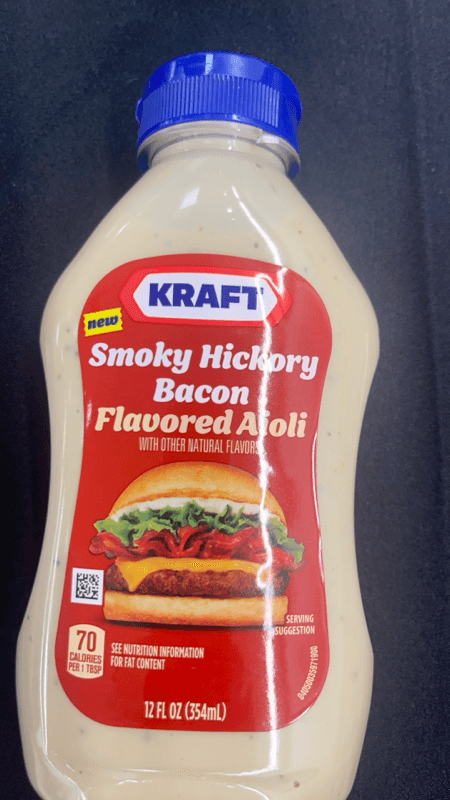 KRAFT
new
Smoky Hickory
Bacon
Flavored Aioli
WITH OTHER NATURAL FLAVORS
SERVING
SUGGESTION
70
CALORIES
PER 1 TBSP
SEE NUTRITION INFORMATION
FOR FAT CONTENT
12 FL OZ (354mL)